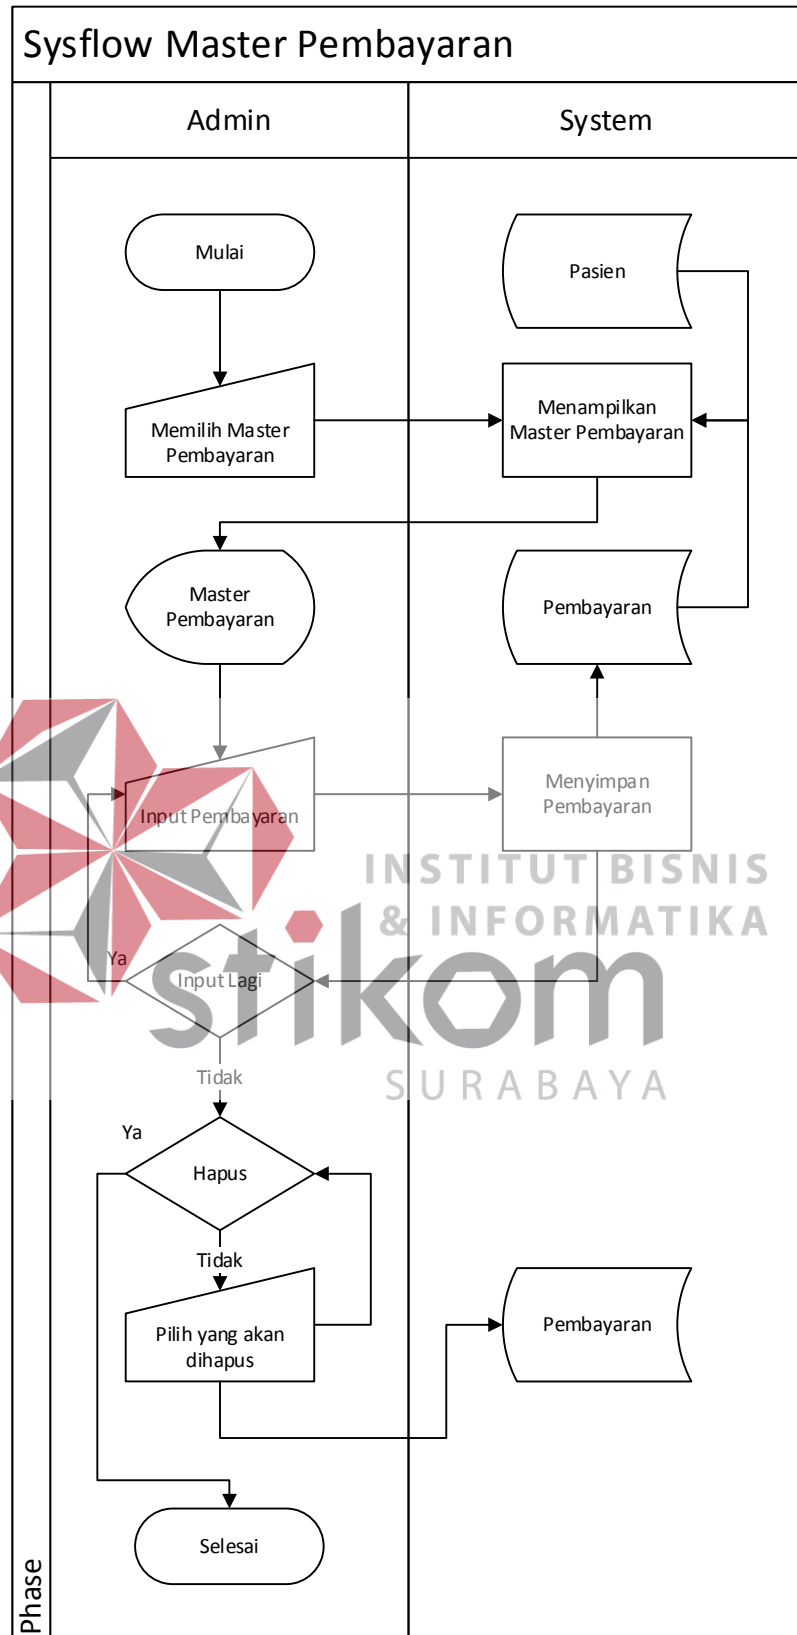 Sysflow Master Pembayaran
Admin
System
Mulai
Pasien
Memilih Master
Pembayaran
Menampilkan
Master Pembayaran
Master
Pembayaran
Pembayaran
Input Pembayaran
Menyimpan
Pembayaran
INSTITUT BISNIS
& INFORMATIKA
Ya
Input Lagi
stikom
Tidak
SURABAYA
Ya
Hapus
Tidak
Pilih yang akan
dihapus
Pembayaran
Selesai
Phase